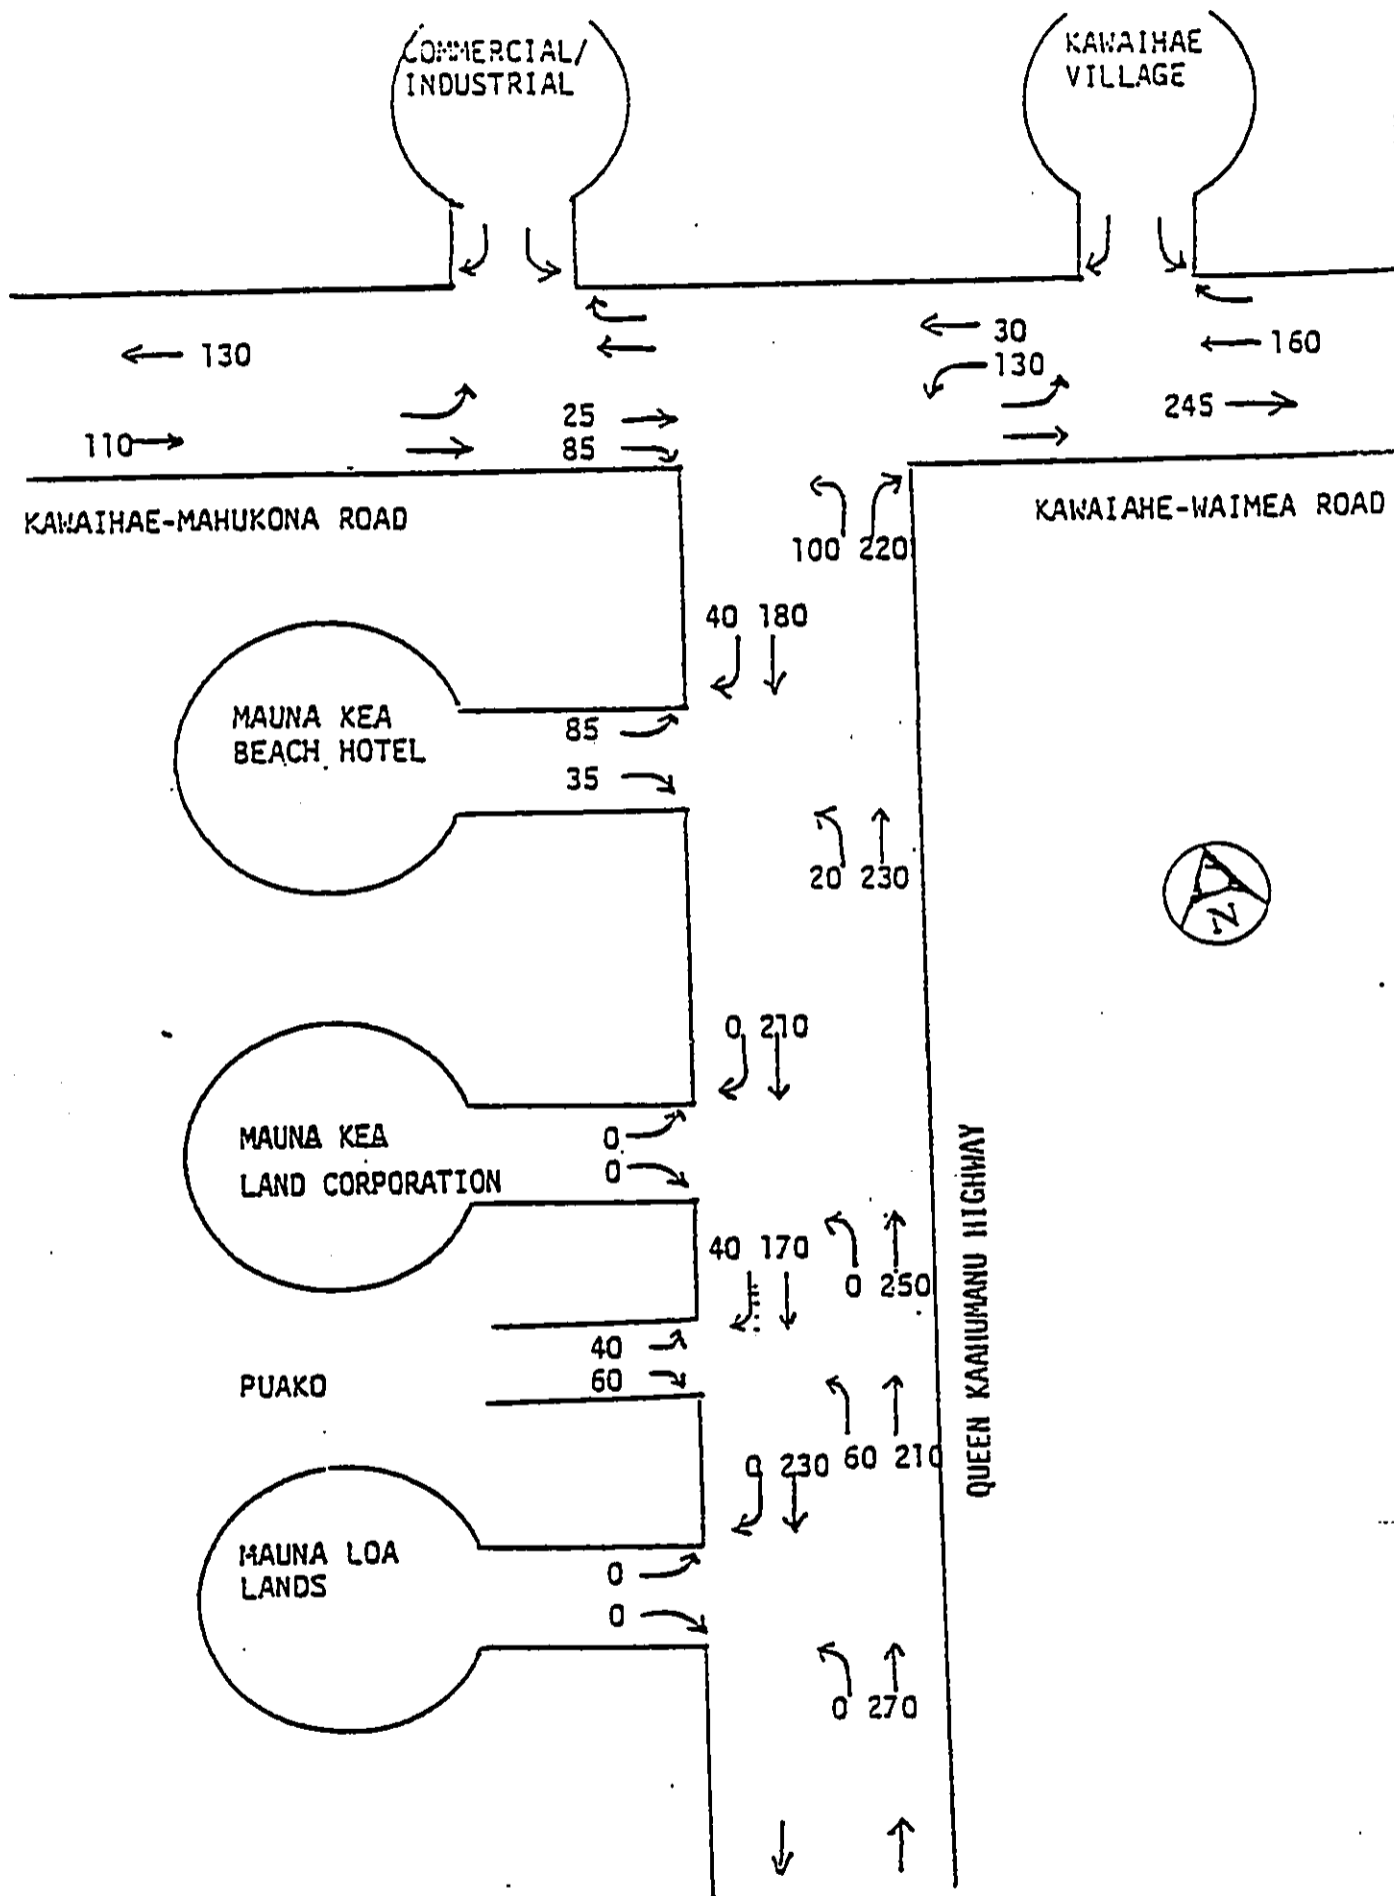 COMMERCIAL/
INDUSTRIAL
KAWAIHAE
VILLAGE
130
30
160
130
25
245
110
85
KAWAIHAE-MAHUKONA ROAD
KAWAIAHE-WAIMEA ROAD
100 220
40 180
MAUNA KEA
BEACH HOTEL
85
35
20 230
N
0 210
MAUNA KEA
LAND CORPORATION
0
0
QUEEN KAAHUMANU HIGHWAY
40 170
0 250
PUAKO
40
60
60 210
0 230
MAUNA LOA
LANDS
0
0
0 270